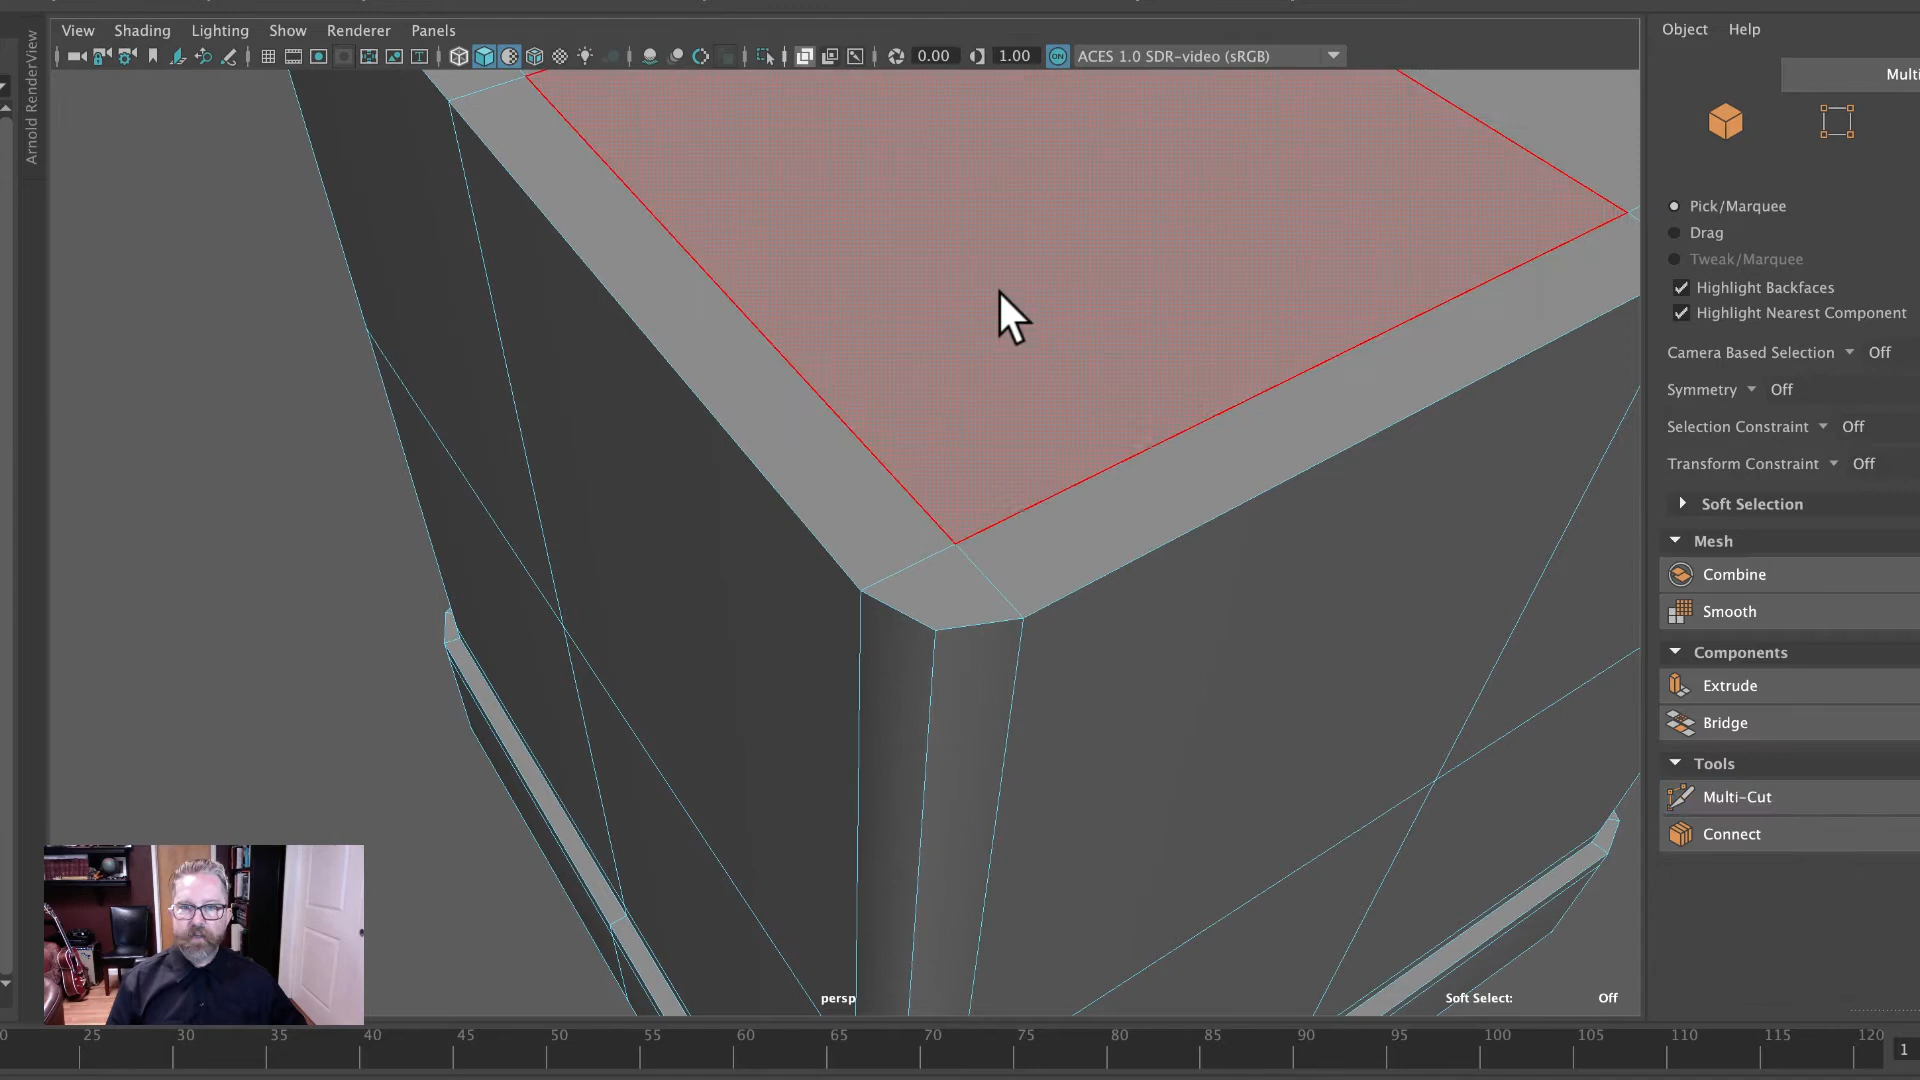 View Shading Lighting Show Renderer Panels
0.00 1.00 ON ACES 1.0 SDR-video (sRGB)
Arnold RenderView
Object Help
Multi
Pick/Marquee
Drag
Tweak/Marquee
Highlight Backfaces
Highlight Nearest Component
Camera Based Selection Off
Symmetry Off
Selection Constraint Off
Transform Constraint Off
Soft Selection
Mesh
Combine
Smooth
Components
Extrude
Bridge
Tools
Multi-Cut
Connect
persp
Soft Select: Off
0 25 30 35 40 45 50 55 60 65 70 75 80 85 90 95 100 105 110 115 120
1